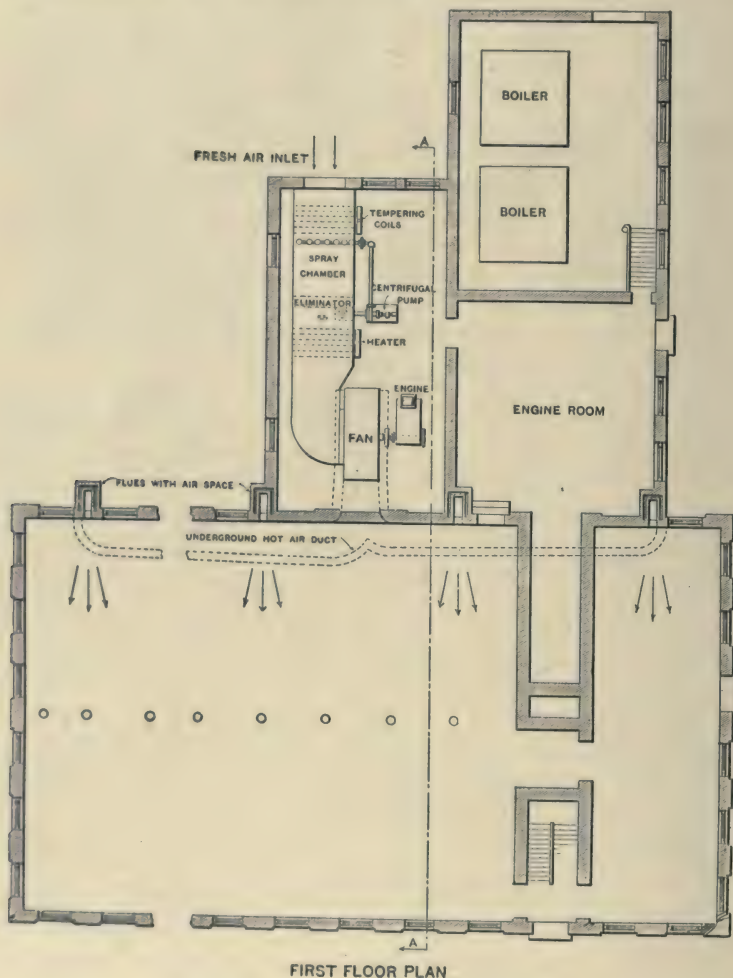 BOILER
A
FRESH AIR INLET
BOILER
TEMPERING
COILS
SPRAY
CHAMBER
CENTRIFUGAL
PUMP
ELIMINATOR
HEATER
ENGINE
ENGINE ROOM
FAN
FLUES WITH AIR SPACE
UNDERGROUND HOT AIR DUCT
A
FIRST FLOOR PLAN